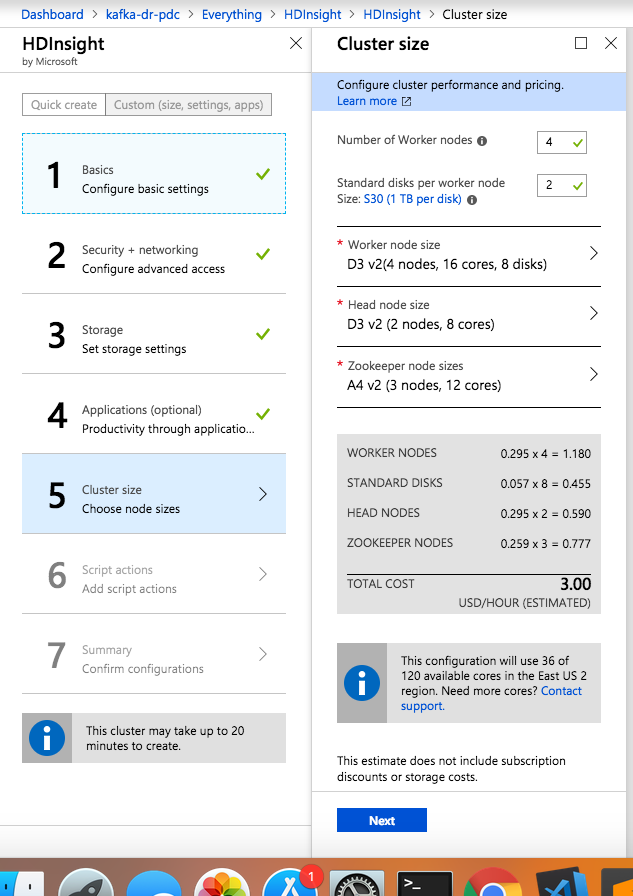 Dashboard > kafka-dr-pdc > Everything > HDInsight > HDInsight > Cluster size
HDInsight
by Microsoft
Quick create
Custom (size, settings, apps)
1
Basics
Configure basic settings
2
Security + networking
Configure advanced access
3
Storage
Set storage settings
4
Applications (optional)
Productivity through applicatio...
5
Cluster size
Choose node sizes
6
Script actions
Add script actions
7
Summary
Confirm configurations
This cluster may take up to 20
minutes to create.
Cluster size
Configure cluster performance and pricing.
Learn more
Number of Worker nodes
4
Standard disks per worker node
Size: S30 (1 TB per disk)
2
* Worker node size
D3 v2(4 nodes, 16 cores, 8 disks)
* Head node size
D3 v2 (2 nodes, 8 cores)
* Zookeeper node sizes
A4 v2 (3 nodes, 12 cores)
WORKER NODES 0.295 x 4 = 1.180
STANDARD DISKS 0.057 x 8 = 0.455
HEAD NODES 0.295 x 2 = 0.590
ZOOKEEPER NODES 0.259 x 3 = 0.777
TOTAL COST 3.00
USD/HOUR (ESTIMATED)
This configuration will use 36 of
120 available cores in the East US 2
region. Need more cores? Contact
support.
This estimate does not include subscription
discounts or storage costs.
Next
1
>_